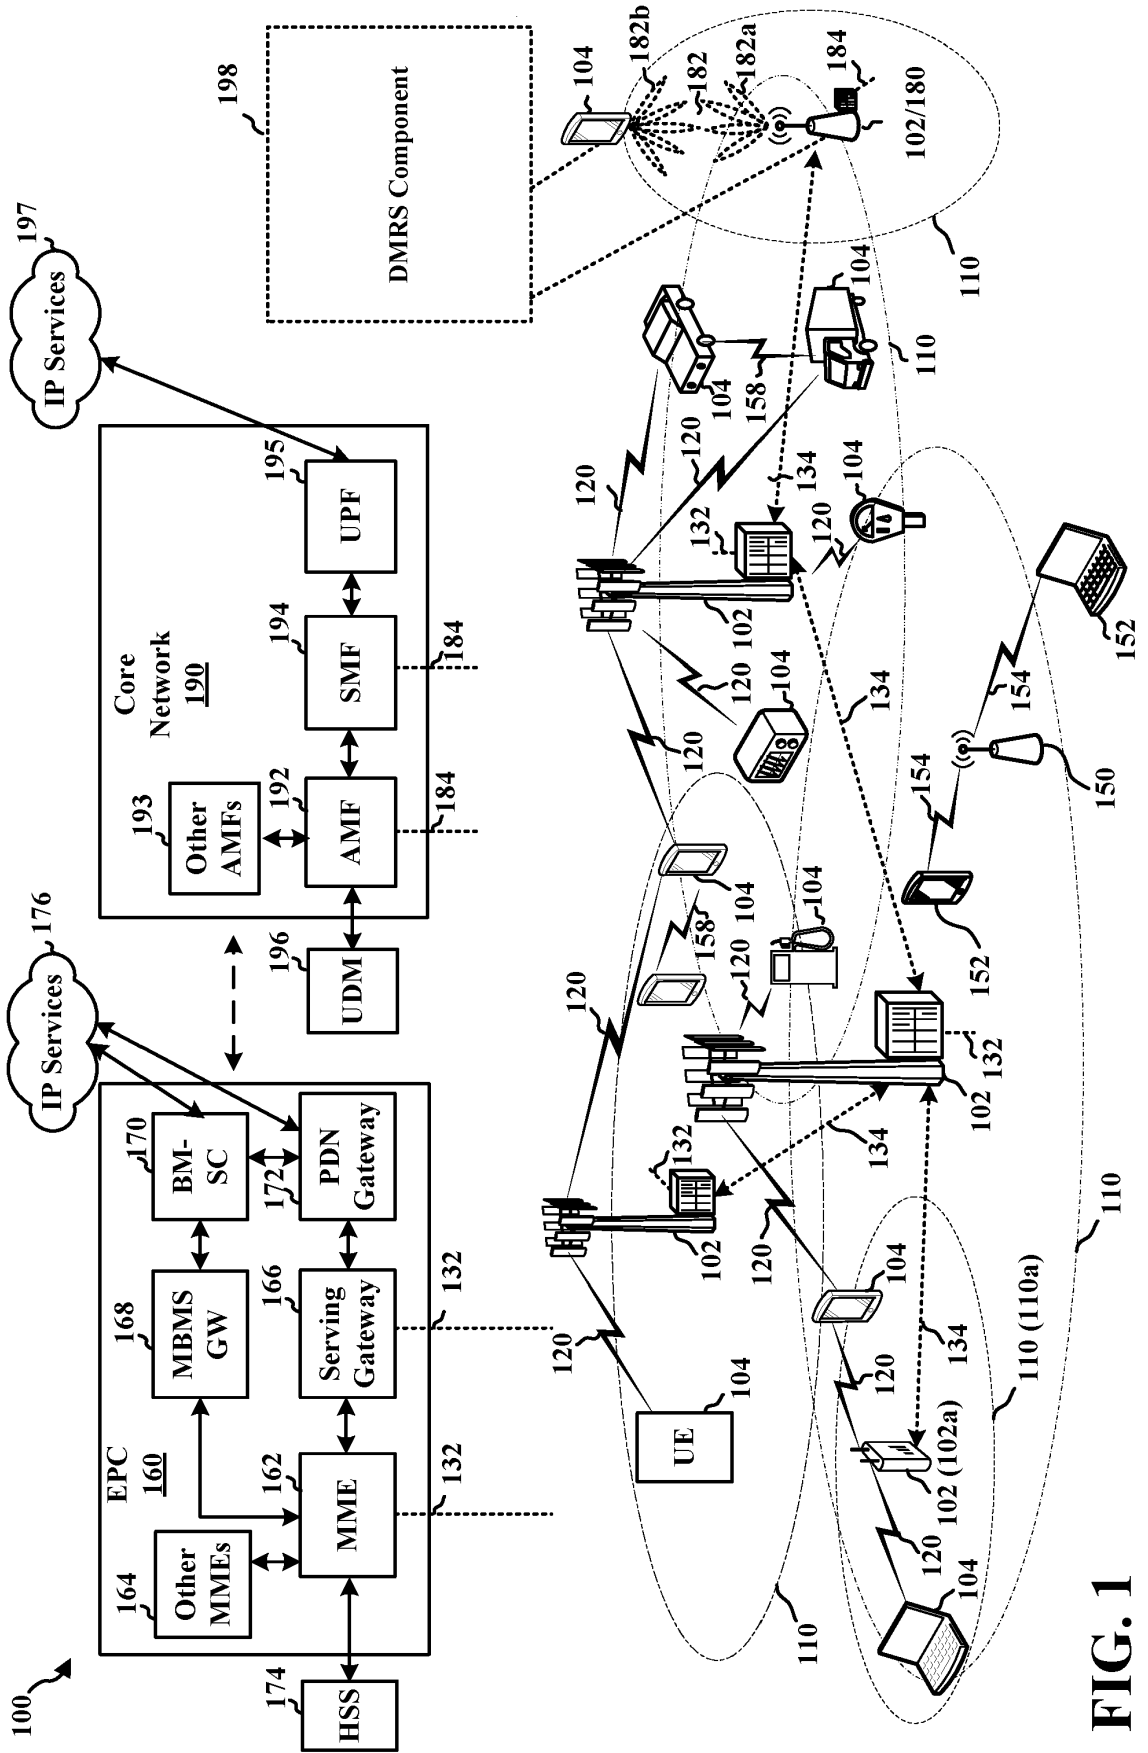 100
EPC
160
Other
MMEs
164
MME
162
HSS
174
MBMS
GW
168
Serving
Gateway
166
BM-
SC
170
PDN
Gateway
172
IP Services
176
132
132
Core
Network
190
Other
AMFs
193
AMF
192
UDM
196
SMF
194
UPF
195
IP Services
197
184
184
DMRS Component
198
104
182b
182
182a
184
102/180
110
UE
104
120
120
102
132
134
158
104
120
120
104
102
132
134
120
104
120
120
104
102 (102a)
134
110 (110a)
110
110
120
104
120
102
132
134
134
120
120
104
158
104
110
120
104
152
154
150
154
152
FIG. 1